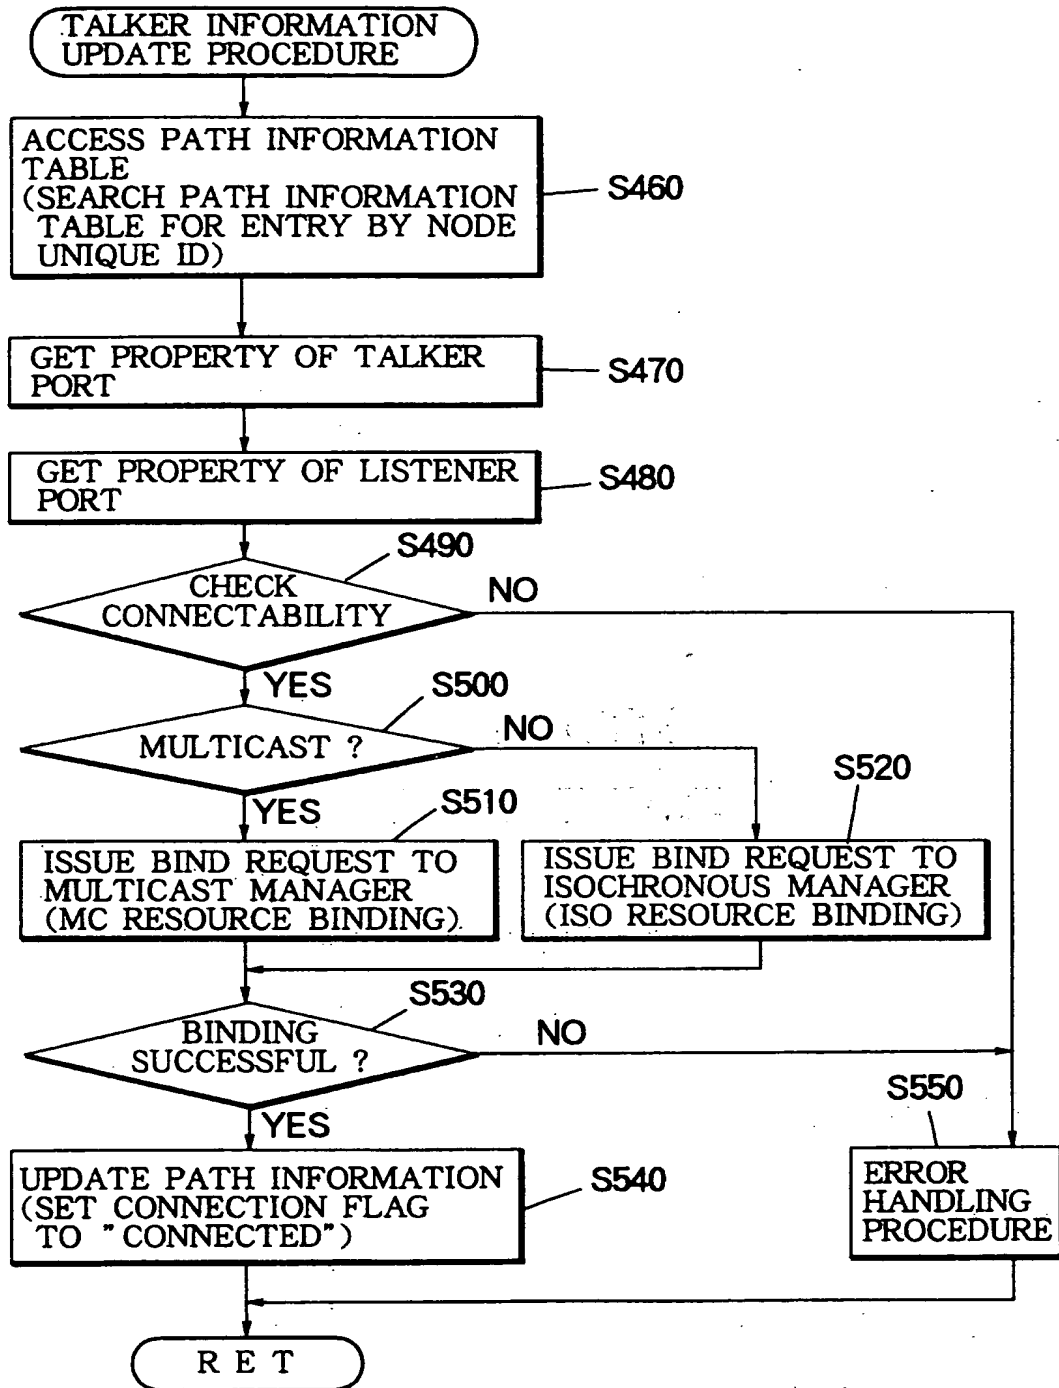 TALKER INFORMATION
UPDATE PROCEDURE
ACCESS PATH INFORMATION
TABLE
(SEARCH PATH INFORMATION
TABLE FOR ENTRY BY NODE
UNIQUE ID)
S460
GET PROPERTY OF TALKER
PORT
S470
GET PROPERTY OF LISTENER
PORT
S480
S490
CHECK
CONNECTABILITY
NO
YES
S500
MULTICAST ?
NO
YES
S510
S520
ISSUE BIND REQUEST TO
MULTICAST MANAGER
(MC RESOURCE BINDING).
ISSUE BIND REQUEST TO
ISOCHRONOUS MANAGER
(ISO RESOURCE BINDING)
S530
BINDING
SUCCESSFUL ?
NO
YES
S550
UPDATE PATH INFORMATION
(SET CONNECTION FLAG
TO "CONNECTED")
S540
ERROR
HANDLING
PROCEDURE
R E T